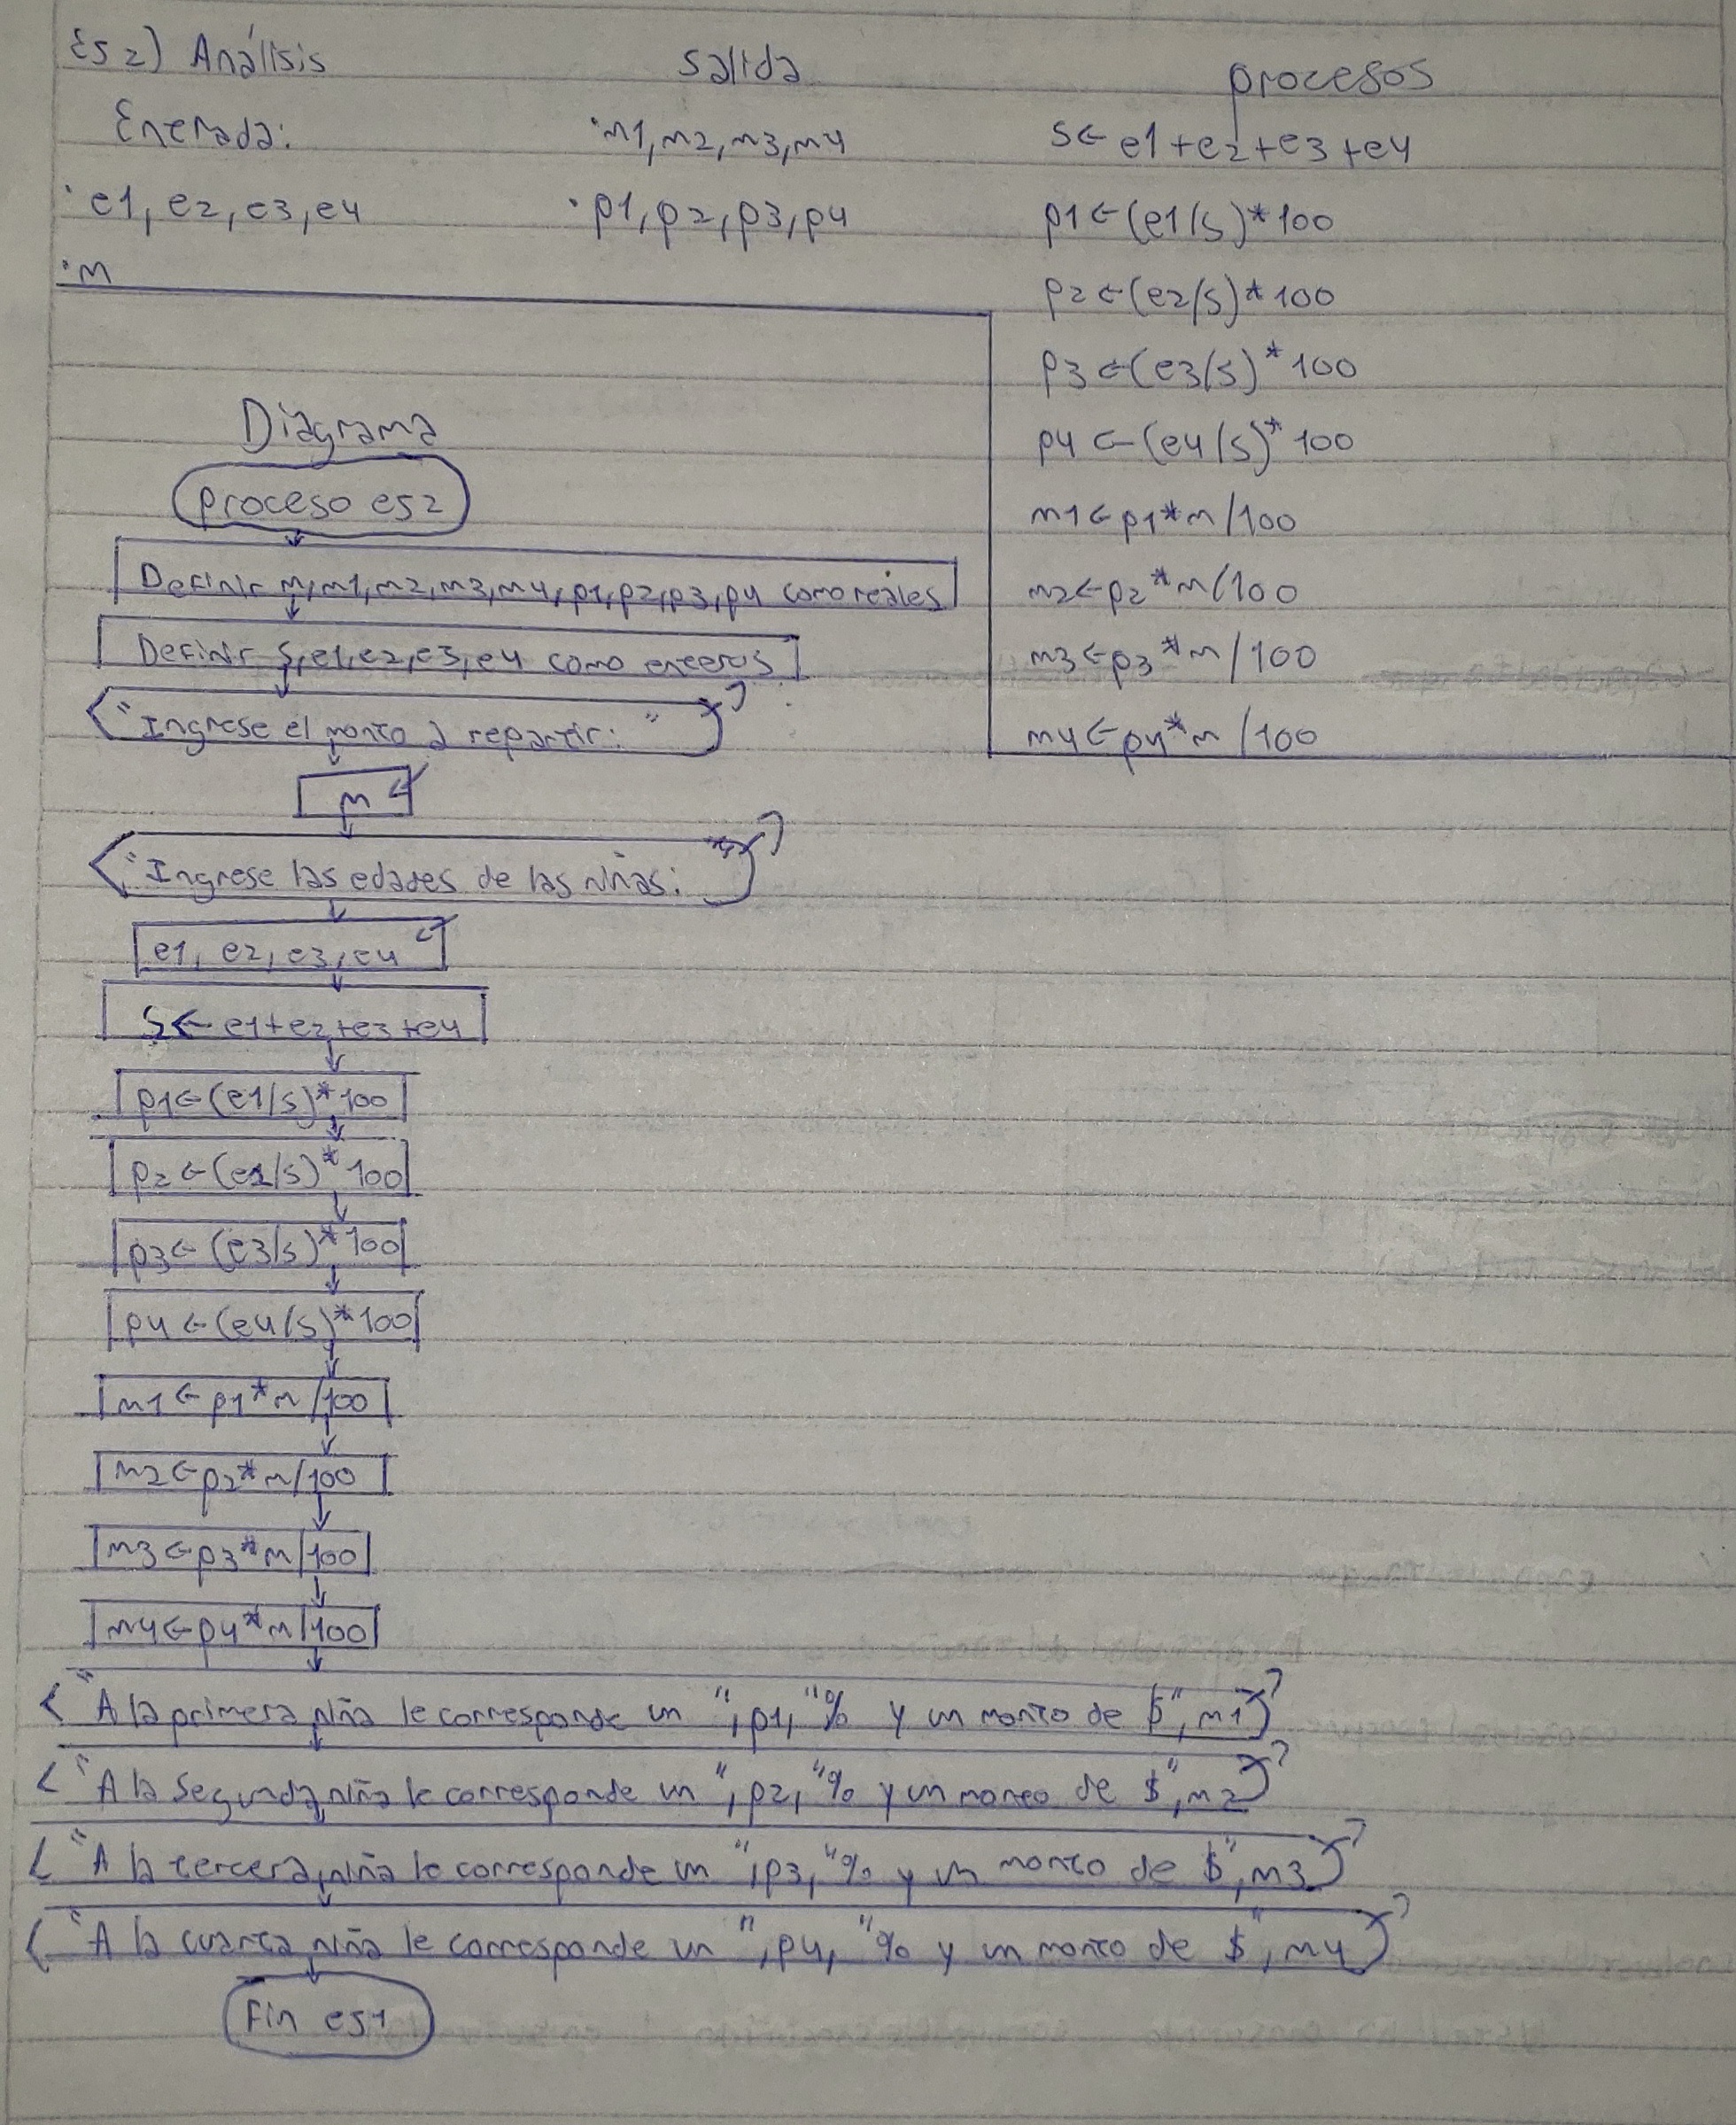 Es2) Análisis
salida
procesos
Entrada:
·m1,m2,m3,m4
s← e1+e2+e3+e4
·e1, e2, e3, e4
·p1,p2,p3,p4
p1←(e1/s)*100
·m
p2←(e2/s)*100
p3←(e3/s)*100
p4←(e4/s)*100
m1←p1*m/100
m2←p2*m/100
m3←p3*m/100
m4←p4*m/100
Diagrama
proceso es2
Definir m,m1,m2,m3,m4,p1,p2,p3,p4 como reales
Definir s,e1,e2,e3,e4 como enteros
"Ingrese el monto a repartir: "
m
"Ingrese las edades de las niñas: "
e1, e2, e3, e4
s← e1+e2+e3+e4
p1←(e1/s)*100
p2←(e2/s)*100
p3←(e3/s)*100
p4←(e4/s)*100
m1←p1*m/100
m2←p2*m/100
m3←p3*m/100
m4←p4*m/100
"A la primera niña le corresponde un ",p1,"% y un monto de $",m1
"A la segunda niña le corresponde un ",p2,"% y un monto de $",m2
"A la tercera niña le corresponde un ",p3,"% y un monto de $",m3
"A la cuarta niña le corresponde un ",p4,"% y un monto de $",m4
Fin es1